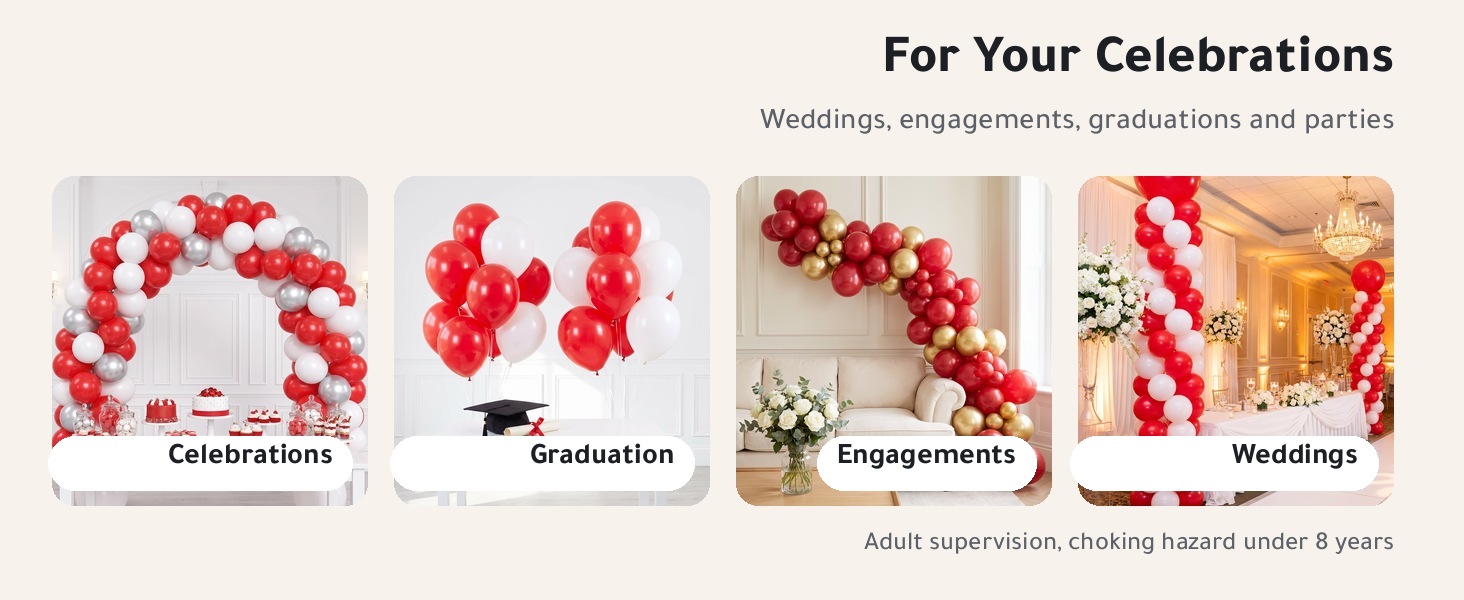 For Your Celebrations
Weddings, engagements, graduations and parties
Celebrations
Graduation
Engagements
Weddings
Adult supervision, choking hazard under 8 years